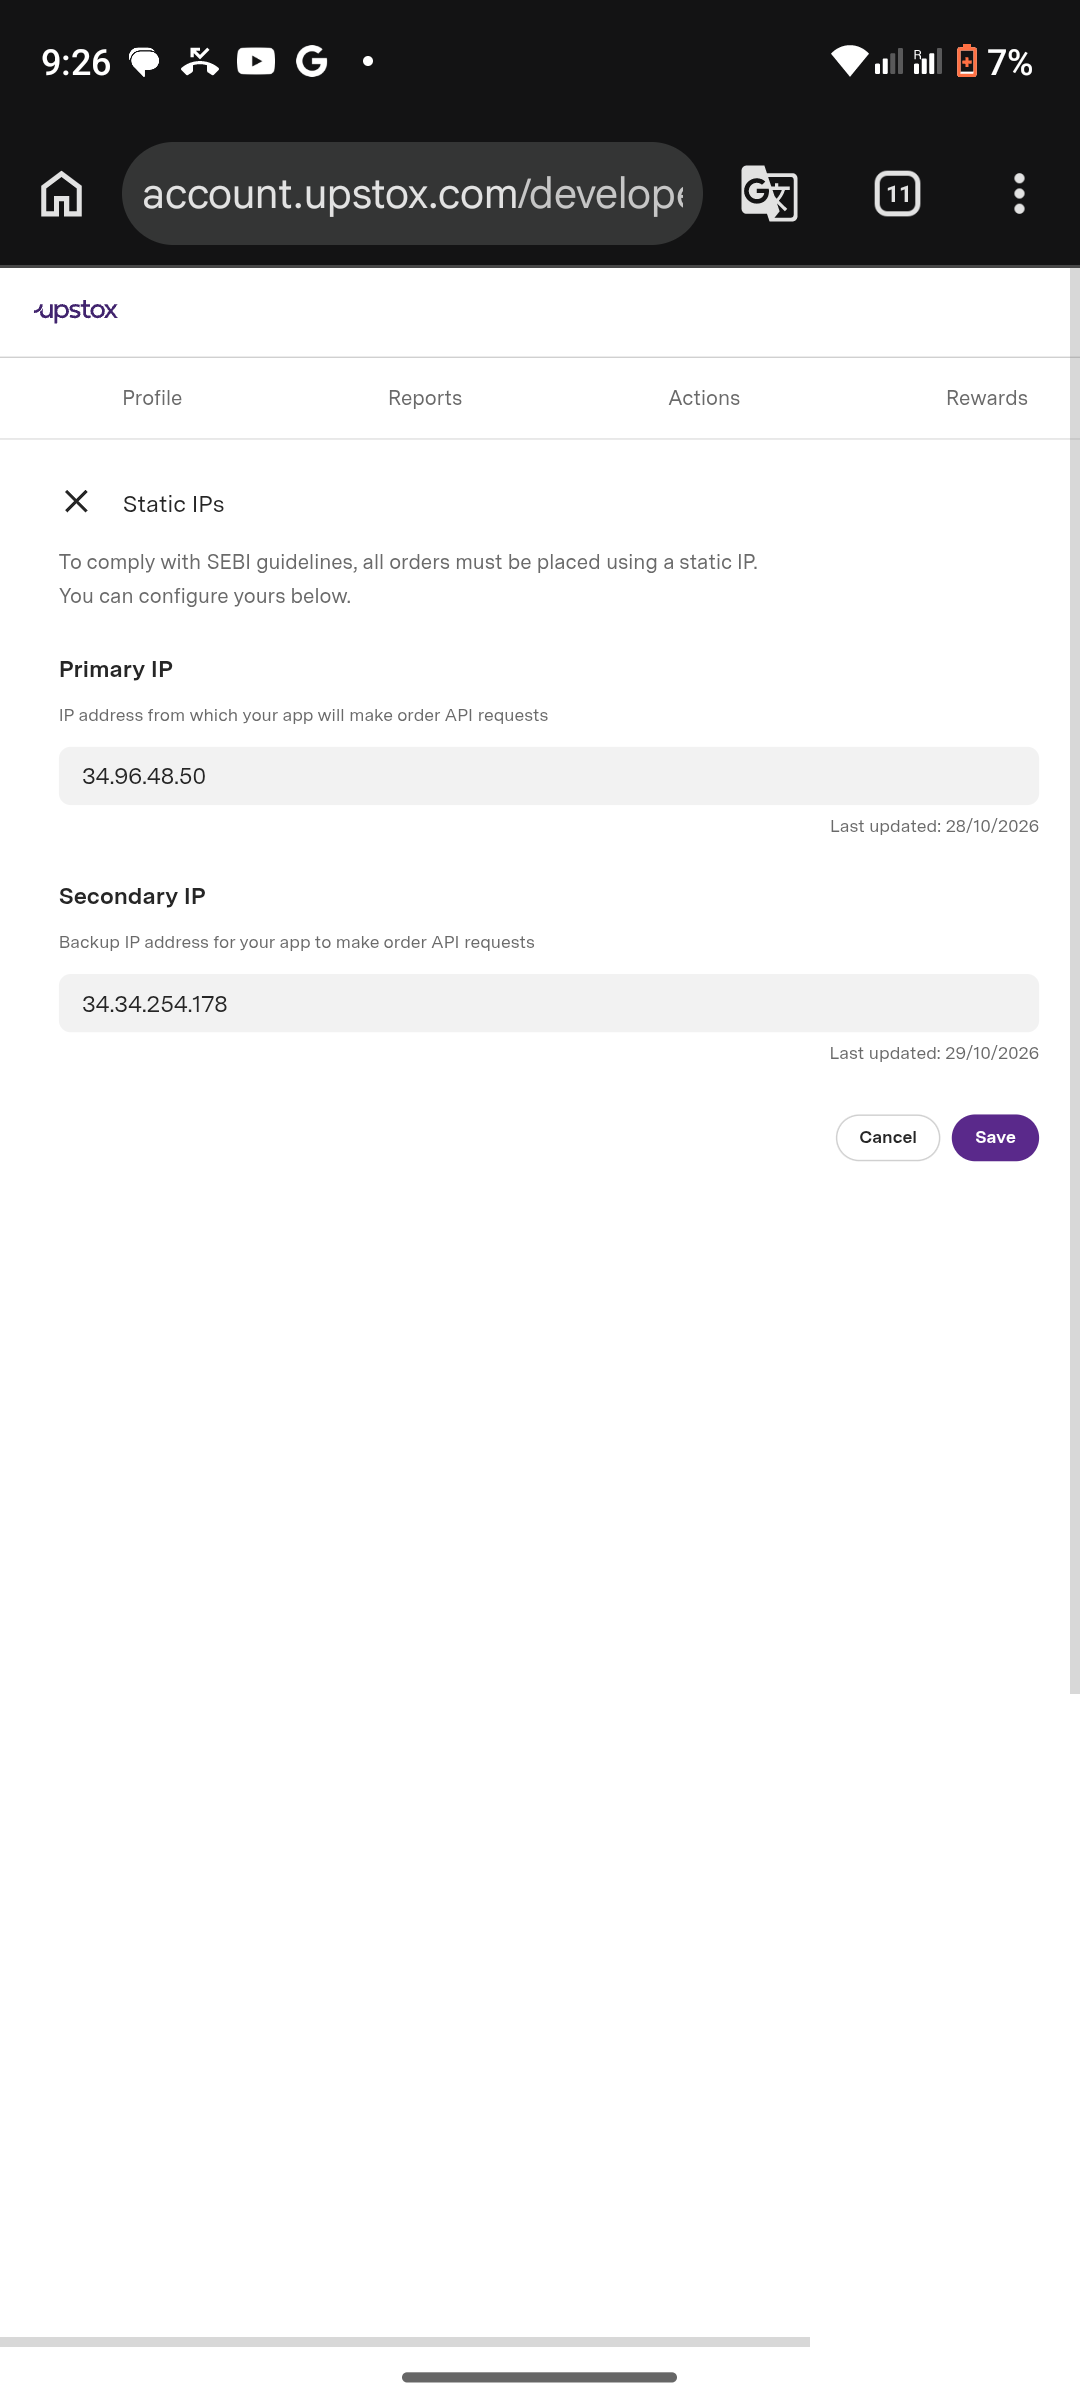 9:26
7%
account.upstox.com/develope
11
upstox
Profile Reports Actions Rewards
Static IPs
To comply with SEBI guidelines, all orders must be placed using a static IP.
You can configure yours below.
Primary IP
IP address from which your app will make order API requests
34.96.48.50
Last updated: 28/10/2026
Secondary IP
Backup IP address for your app to make order API requests
34.34.254.178
Last updated: 29/10/2026
Cancel Save